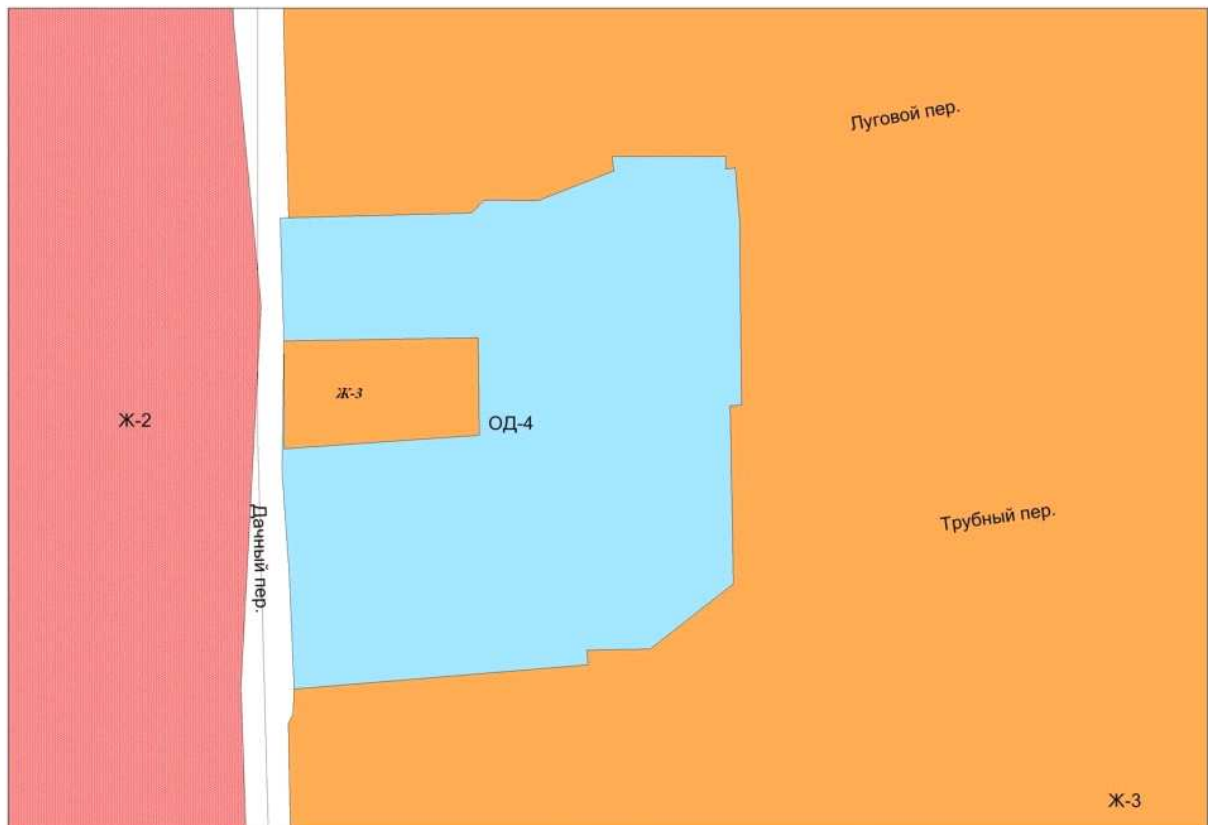 Луговой пер.
Ж-3
Ж-2
ОД-4
Трубный пер.
Дачный пер.
Ж-3